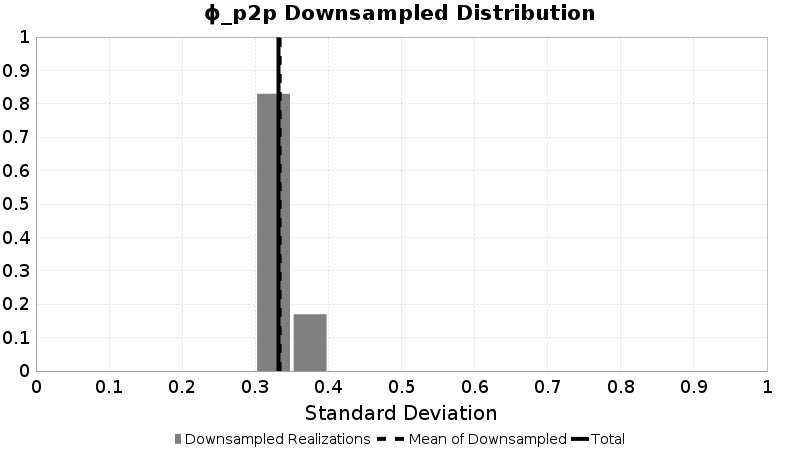 ϕ_p2p Downsampled Distribution
1
0.9
0.8
0.7
0.6
0.5
0.4
0.3
0.2
0.1
0
0 0.1 0.2 0.3 0.4 0.5 0.6 0.7 0.8 0.9 1
Standard Deviation
Downsampled Realizations Mean of Downsampled Total